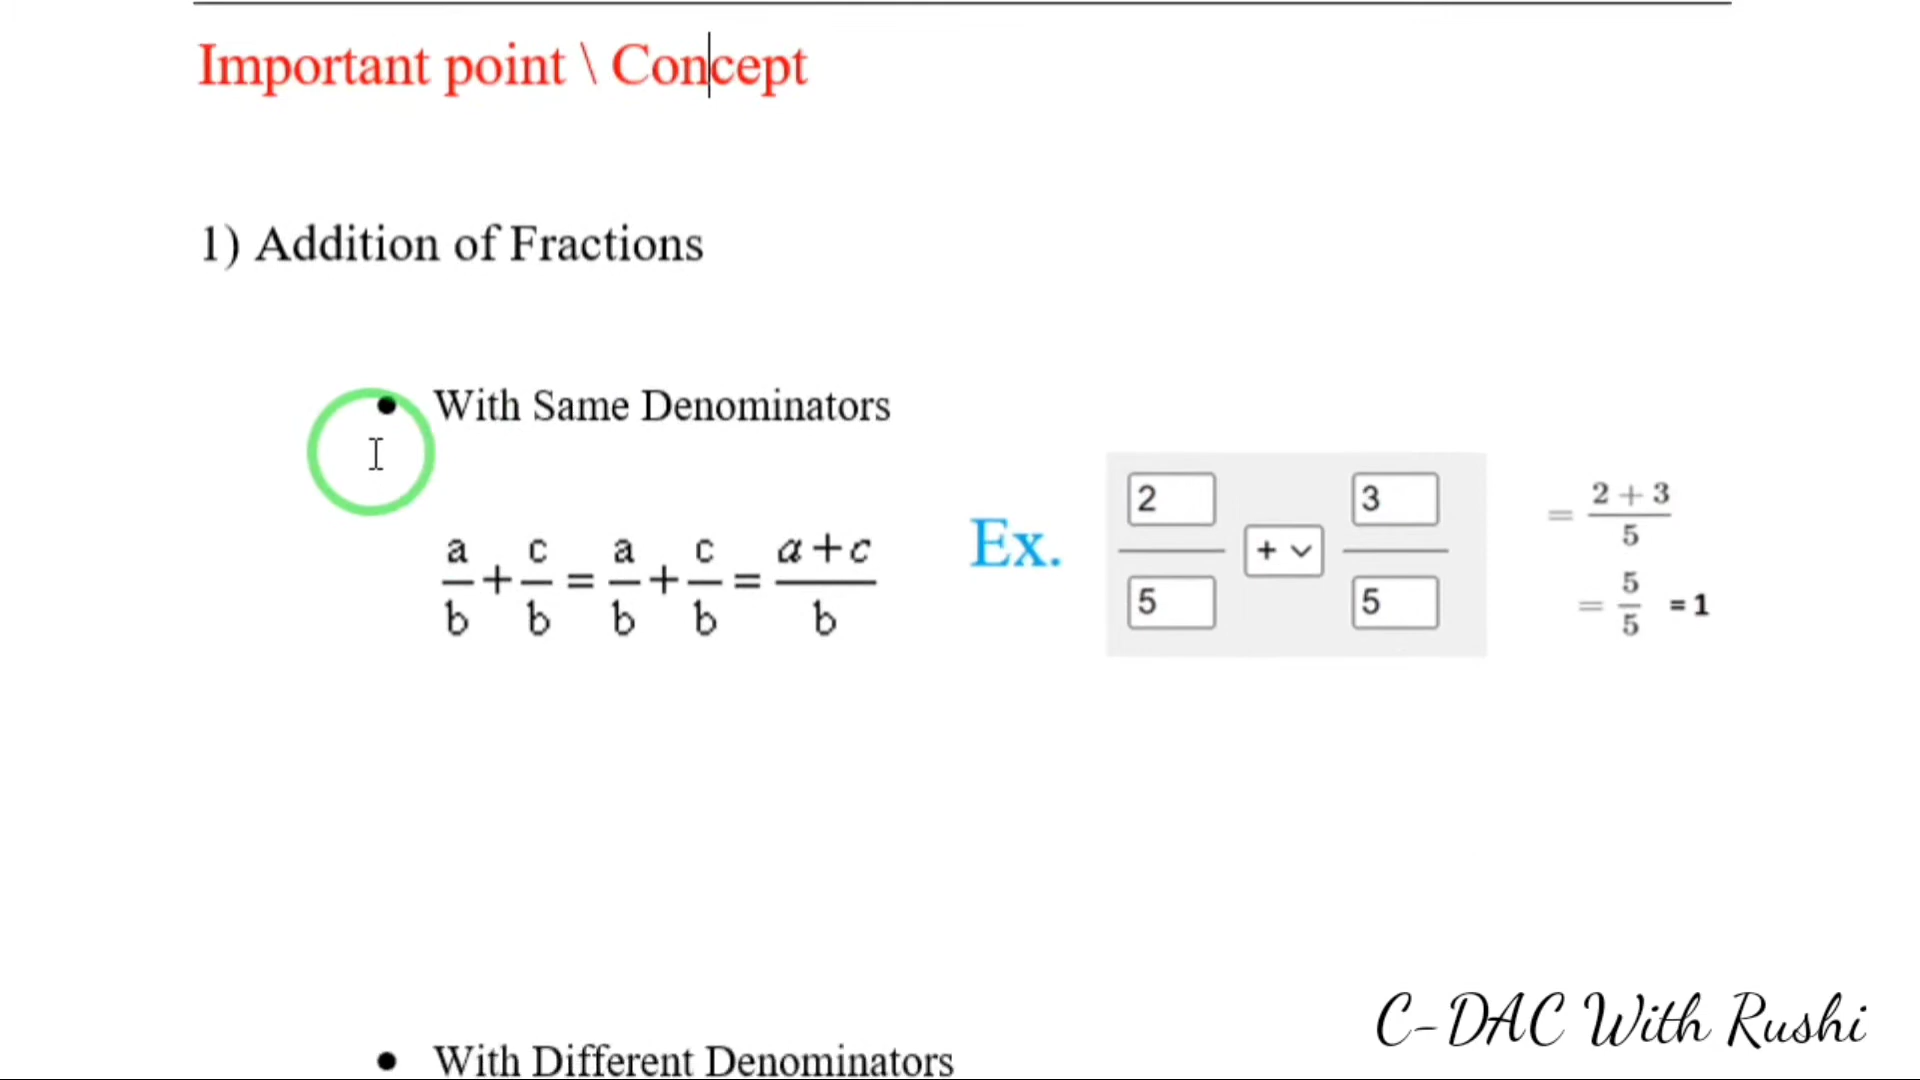 Important point \ Concept
1) Addition of Fractions
• With Same Denominators
a/b + c/b = a/b + c/b = a+c/b
Ex.
2/5 + 3/5
= 2 + 3/5
= 5/5 = 1
• With Different Denominators
C-DAC With Rushi